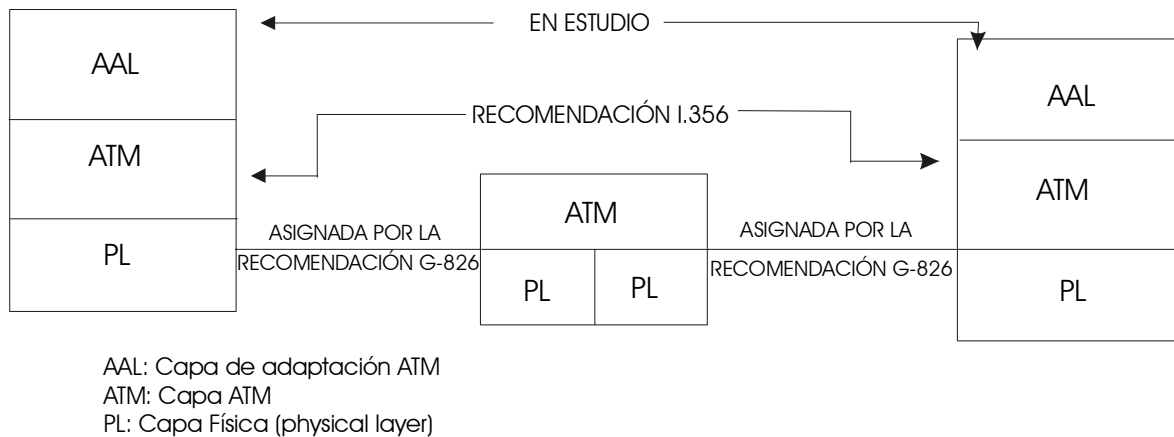 EN ESTUDIO
AAL
AAL
RECOMENDACIÓN I.356
ATM
ATM
ATM
ASIGNADA POR LA
RECOMENDACIÓN G-826
ASIGNADA POR LA
RECOMENDACIÓN G-826
PL
PL
PL
PL
AAL: Capa de adaptación ATM
ATM: Capa ATM
PL: Capa Física (physical layer)